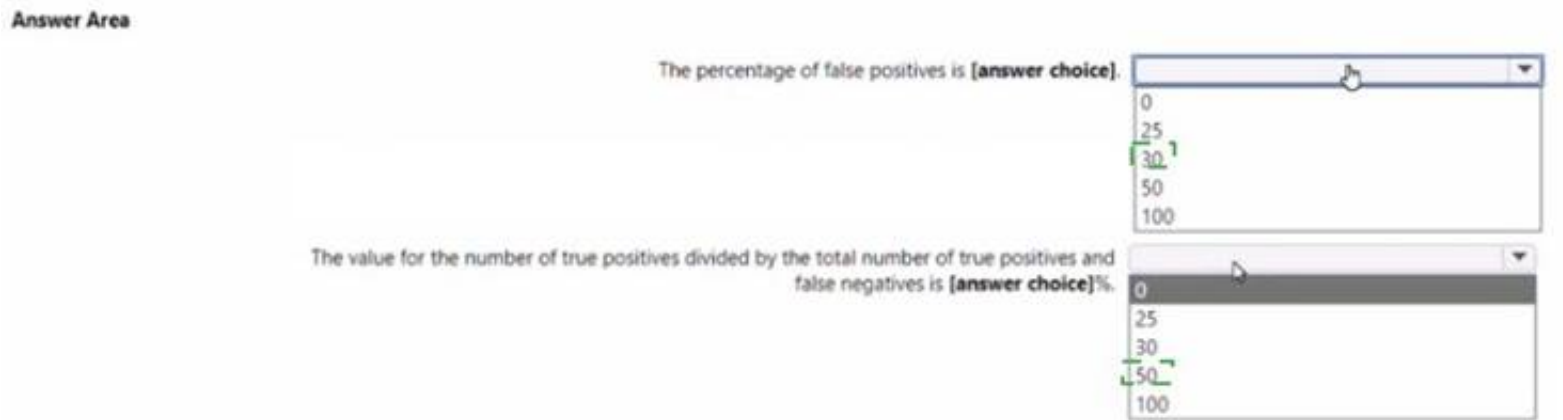 Answer Area
The percentage of false positives is [answer choice].
0
25
30
50
100
The value for the number of true positives divided by the total number of true positives and
false negatives is [answer choice]%.
0
25
30
50
100